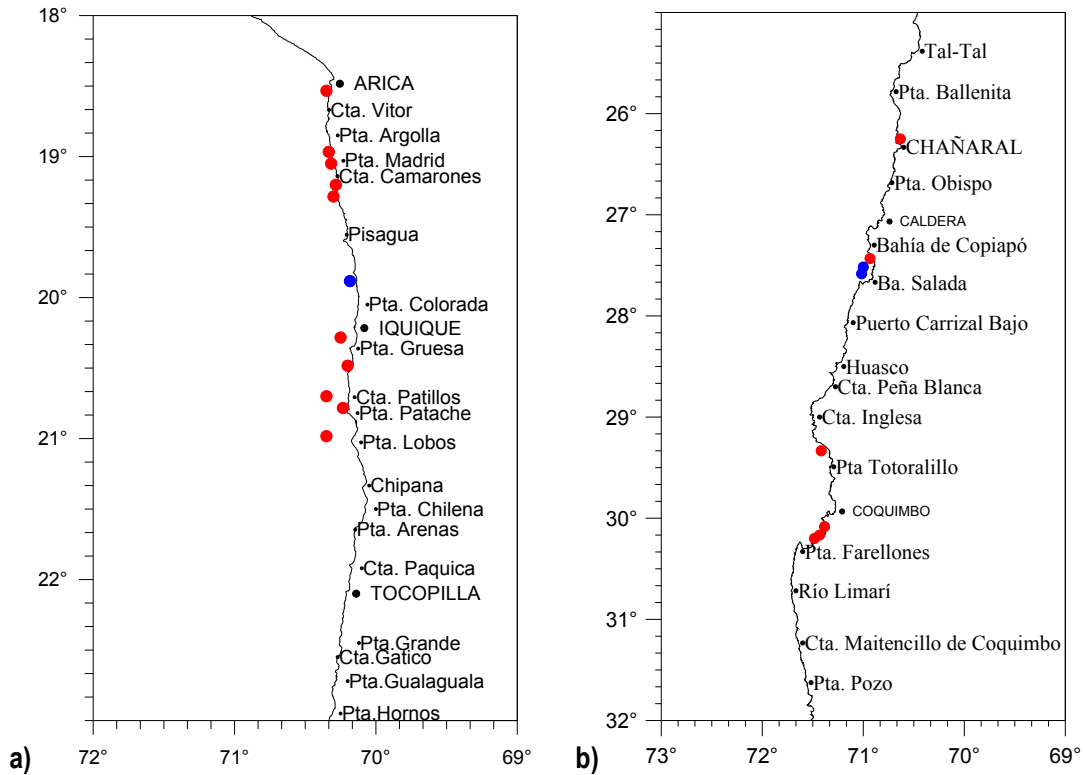 18°
ARICA
Cta. Vitor
Pta. Argolla
19°
Pta. Madrid
Cta. Camarones
Pisagua
20°
Pta. Colorada
IQUIQUE
Pta. Gruesa
Cta. Patillos
Pta. Patache
21°
Pta. Lobos
Chipana
Pta. Chilena
Pta. Arenas
Cta. Paquica
22°
TOCOPILLA
Pta.Grande
Cta.Gatico
Pta.Gualaguala
Pta.Hornos
a)
72° 71° 70° 69°
Tal-Tal
Pta. Ballenita
26°
CHAÑARAL
Pta. Obispo
27°
CALDERA
Bahía de Copiapó
Ba. Salada
28°
Puerto Carrizal Bajo
Huasco
Cta. Peña Blanca
29°
Cta. Inglesa
Pta Totoralillo
30°
COQUIMBO
Pta. Farellones
Río Limarí
31°
Cta. Maitencillo de Coquimbo
Pta. Pozo
32°
b)
73° 72° 71° 70° 69°